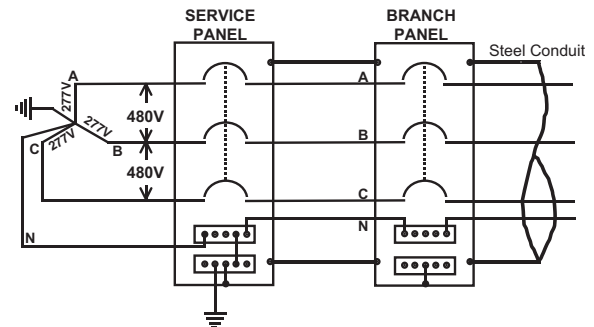 SERVICE
PANEL
BRANCH
PANEL
Steel Conduit
A
277V
480V
A
277V
277V
C
B
B
480V
C
N
N